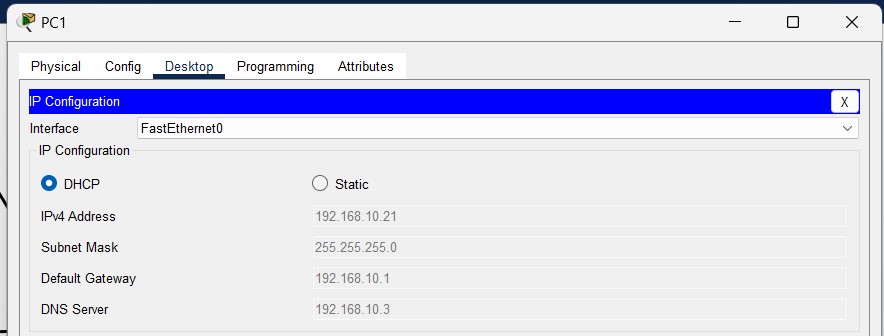 PC1
Physical Config Desktop Programming Attributes
IP Configuration X
Interface FastEthernet0
IP Configuration
DHCP Static
IPv4 Address 192.168.10.21
Subnet Mask 255.255.255.0
Default Gateway 192.168.10.1
DNS Server 192.168.10.3